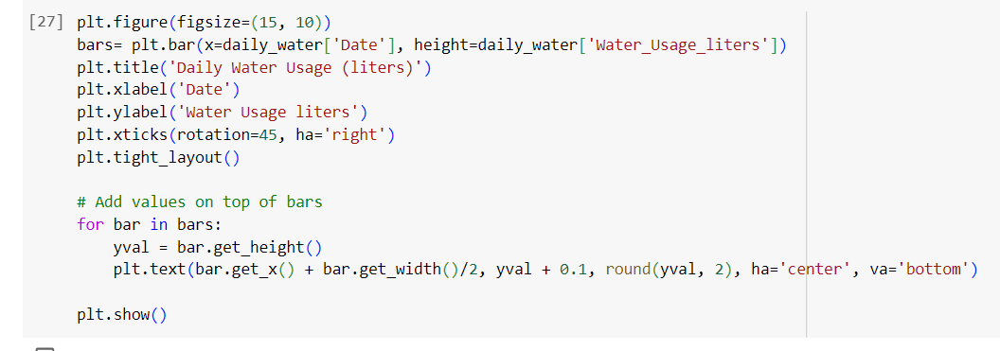 [27] plt.figure(figsize=(15, 10))
bars= plt.bar(x=daily_water['Date'], height=daily_water['Water_Usage_liters'])
plt.title('Daily Water Usage (liters)')
plt.xlabel('Date')
plt.ylabel('Water Usage liters')
plt.xticks(rotation=45, ha='right')
plt.tight_layout()

# Add values on top of bars
for bar in bars:
    yval = bar.get_height()
    plt.text(bar.get_x() + bar.get_width()/2, yval + 0.1, round(yval, 2), ha='center', va='bottom')

plt.show()